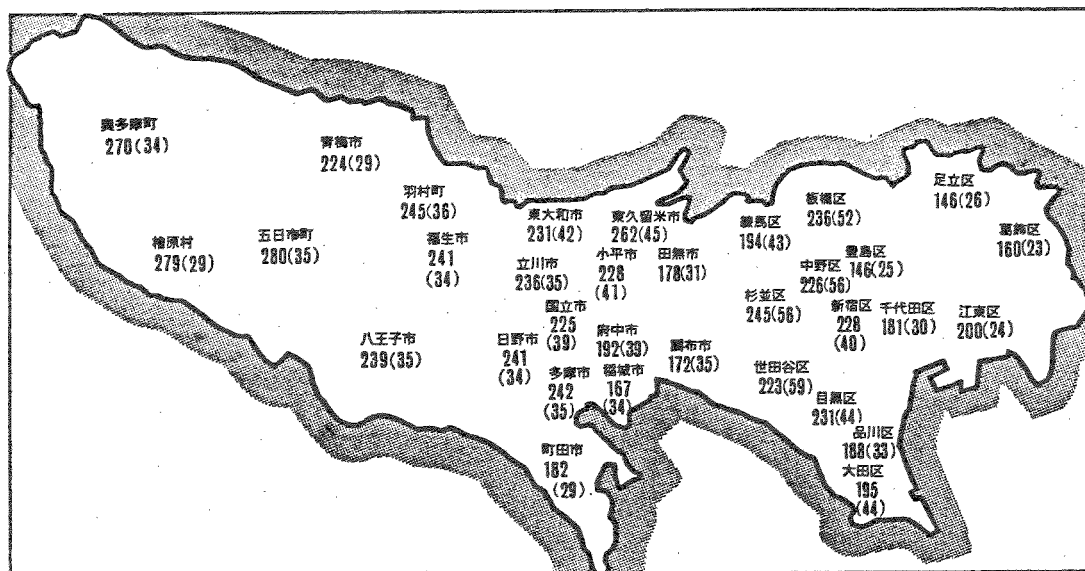 奥多摩町
270(34)
青梅市
224(29)
羽村町
245(36)
檜原村
279(29)
五日市町
280(35)
福生市
241
(34)
八王子市
239(35)
東大和市
231(42)
東久留米市
262(45)
立川市
236(35)
小平市
228
(41)
田無市
178(31)
国立市
225
(39)
日野市
241
(34)
府中市
192(39)
調布市
172(35)
多摩市
242
(35)
稲城市
167
(34)
町田市
182
(29)
練馬区
194(43)
板橋区
236(52)
足立区
146(26)
葛飾区
160(23)
豊島区
146(25)
中野区
226(56)
杉並区
245(56)
新宿区
228
(40)
千代田区
181(30)
江東区
200(24)
世田谷区
223(59)
目黒区
231(44)
品川区
188(33)
大田区
195
(44)